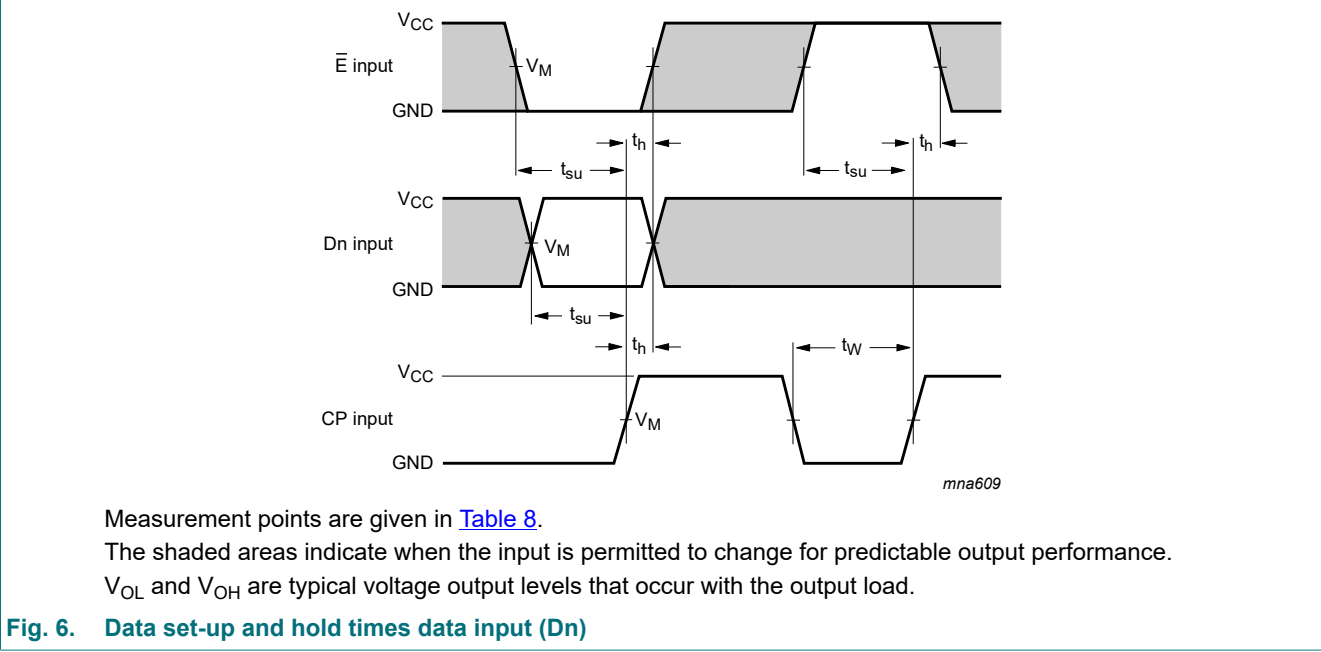 VCC
E̅ input
VM
GND
th
th
tsu
tsu
VCC
Dn input
VM
GND
tsu
th
tW
VCC
CP input
VM
GND
mna609
Measurement points are given in Table 8.
The shaded areas indicate when the input is permitted to change for predictable output performance.
VOL and VOH are typical voltage output levels that occur with the output load.
Fig. 6. Data set-up and hold times data input (Dn)